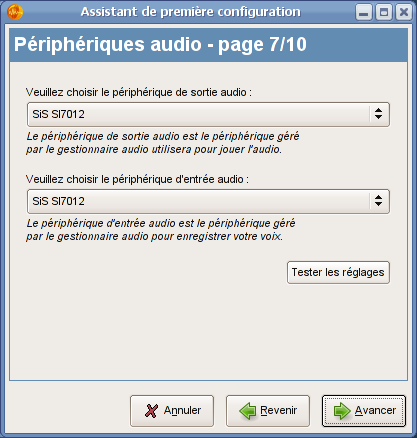 Assistant de première configuration
Périphériques audio - page 7/10
Veuillez choisir le périphérique de sortie audio :
SiS SI7012
Le périphérique de sortie audio est le périphérique géré
par le gestionnaire audio utilisera pour jouer l'audio.
Veuillez choisir le périphérique d'entrée audio :
SiS SI7012
Le périphérique d'entrée audio est le périphérique géré
par le gestionnaire audio pour enregistrer votre voix.
Tester les réglages
Annuler
Revenir
Avancer